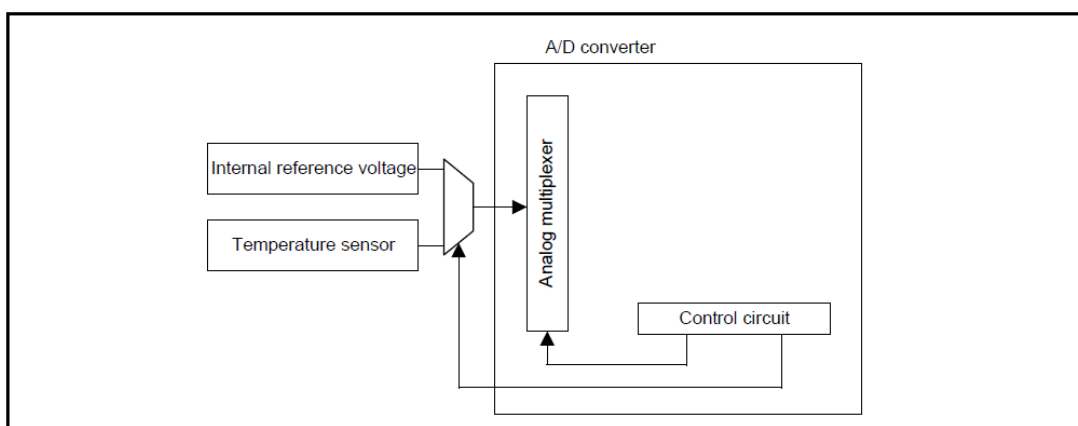 A/D converter
Internal reference voltage
Temperature sensor
Analog multiplexer
Control circuit